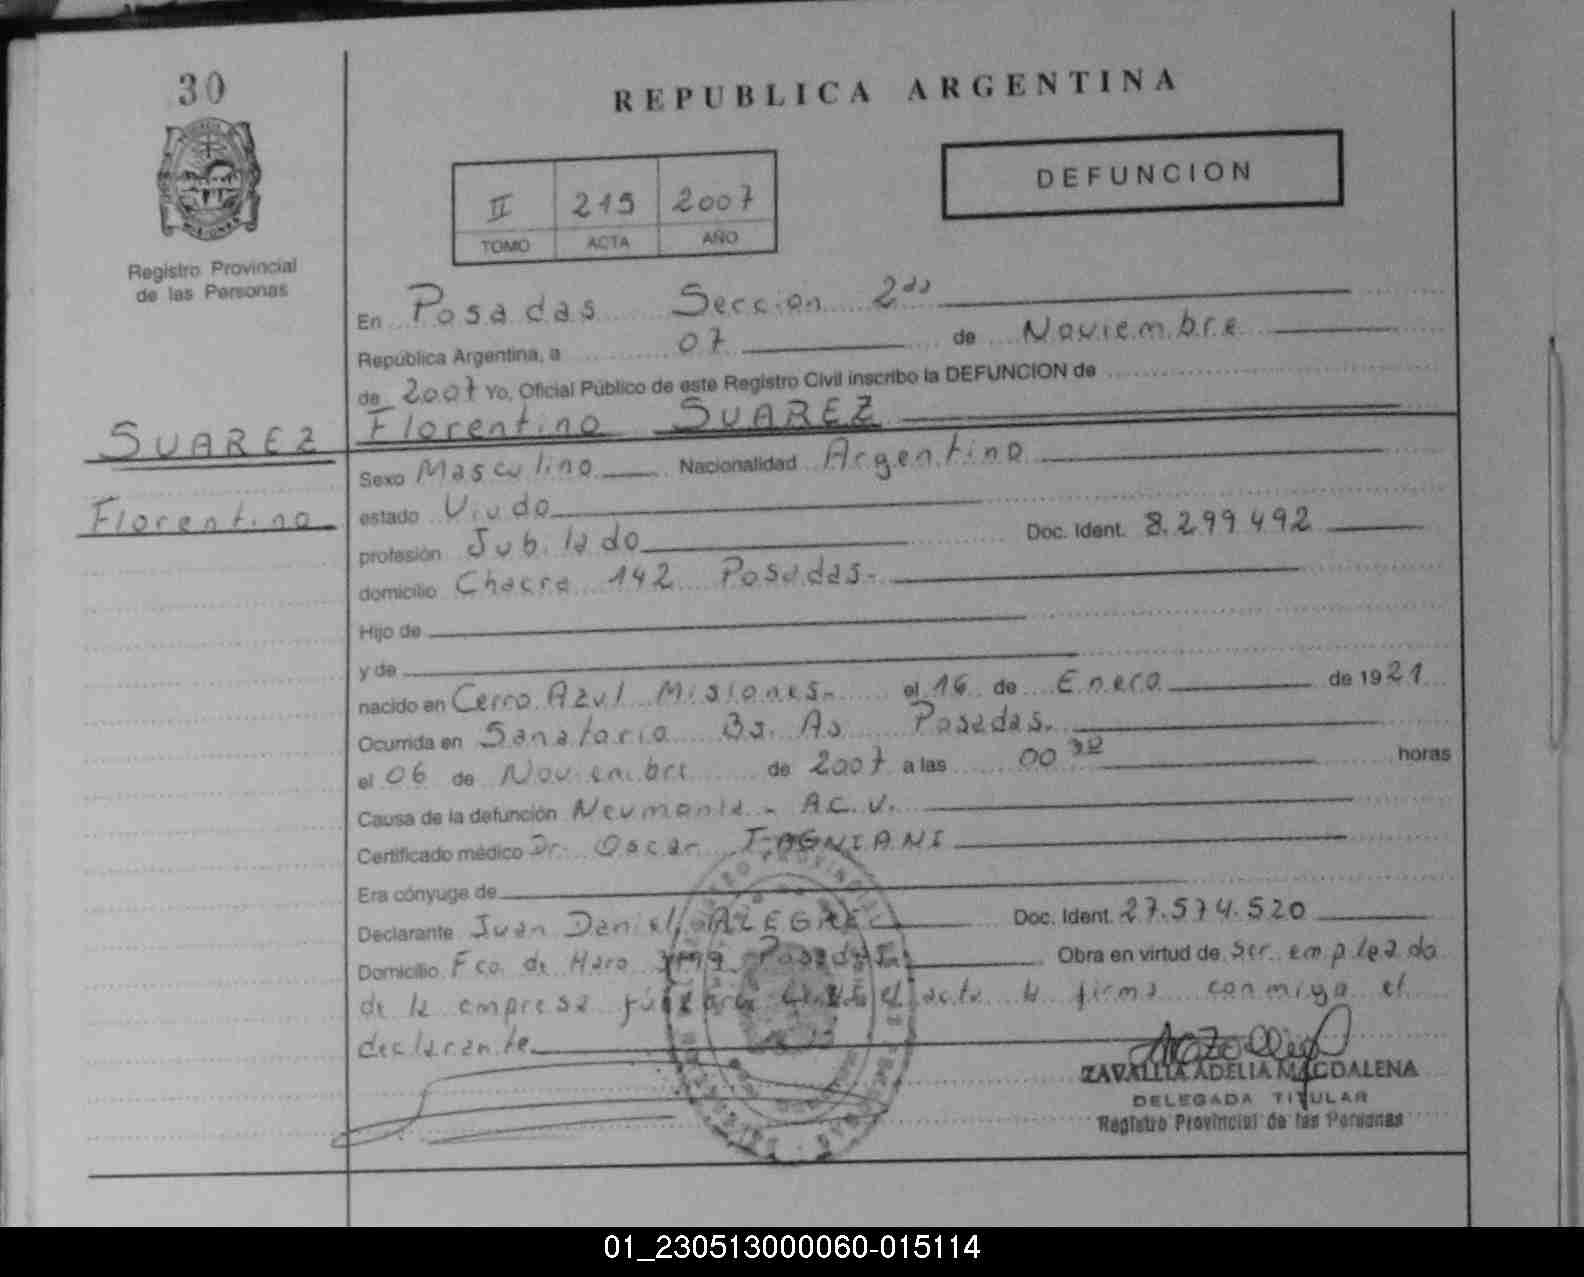 30
REPUBLICA ARGENTINA
DEFUNCION
II 215 2007
TOMO ACTA AÑO
Registro Provincial
de las Personas
En Posadas Seccion 2da
República Argentina, a 07 de Noviembre
de 2007 Yo, Oficial Público de este Registro Civil inscribo la DEFUNCION de
Florentino SUAREZ
SUAREZ
Florentino
Sexo Masculino Nacionalidad Argentino
estado Viudo
profesión Jubilado Doc. Ident. 8.299.492
domicilio Chacra 142 Posadas.
Hijo de
y de
nacido en Cerro Azul Misiones. el 16 de Enero de 1921
Ocurrida en Sanatorio Bs. As Posadas.
el 06 de Noviembre de 2007 a las 00 30 horas
Causa de la defunción Neumonia - A.C.V.
Certificado médico Dr. Oscar
Era cónyuge de
Declarante Juan Daniel ALEGRE Doc. Ident. 27.574.520
Domicilio Fco de Haro Posadas Obra en virtud de ser empleado
de la empresa el acta la firma conmigo el
declarante
ZAVALLIA ADELIA MAGDALENA
DELEGADA TITULAR
Registro Provincial de las Personas
01_230513000060-015114